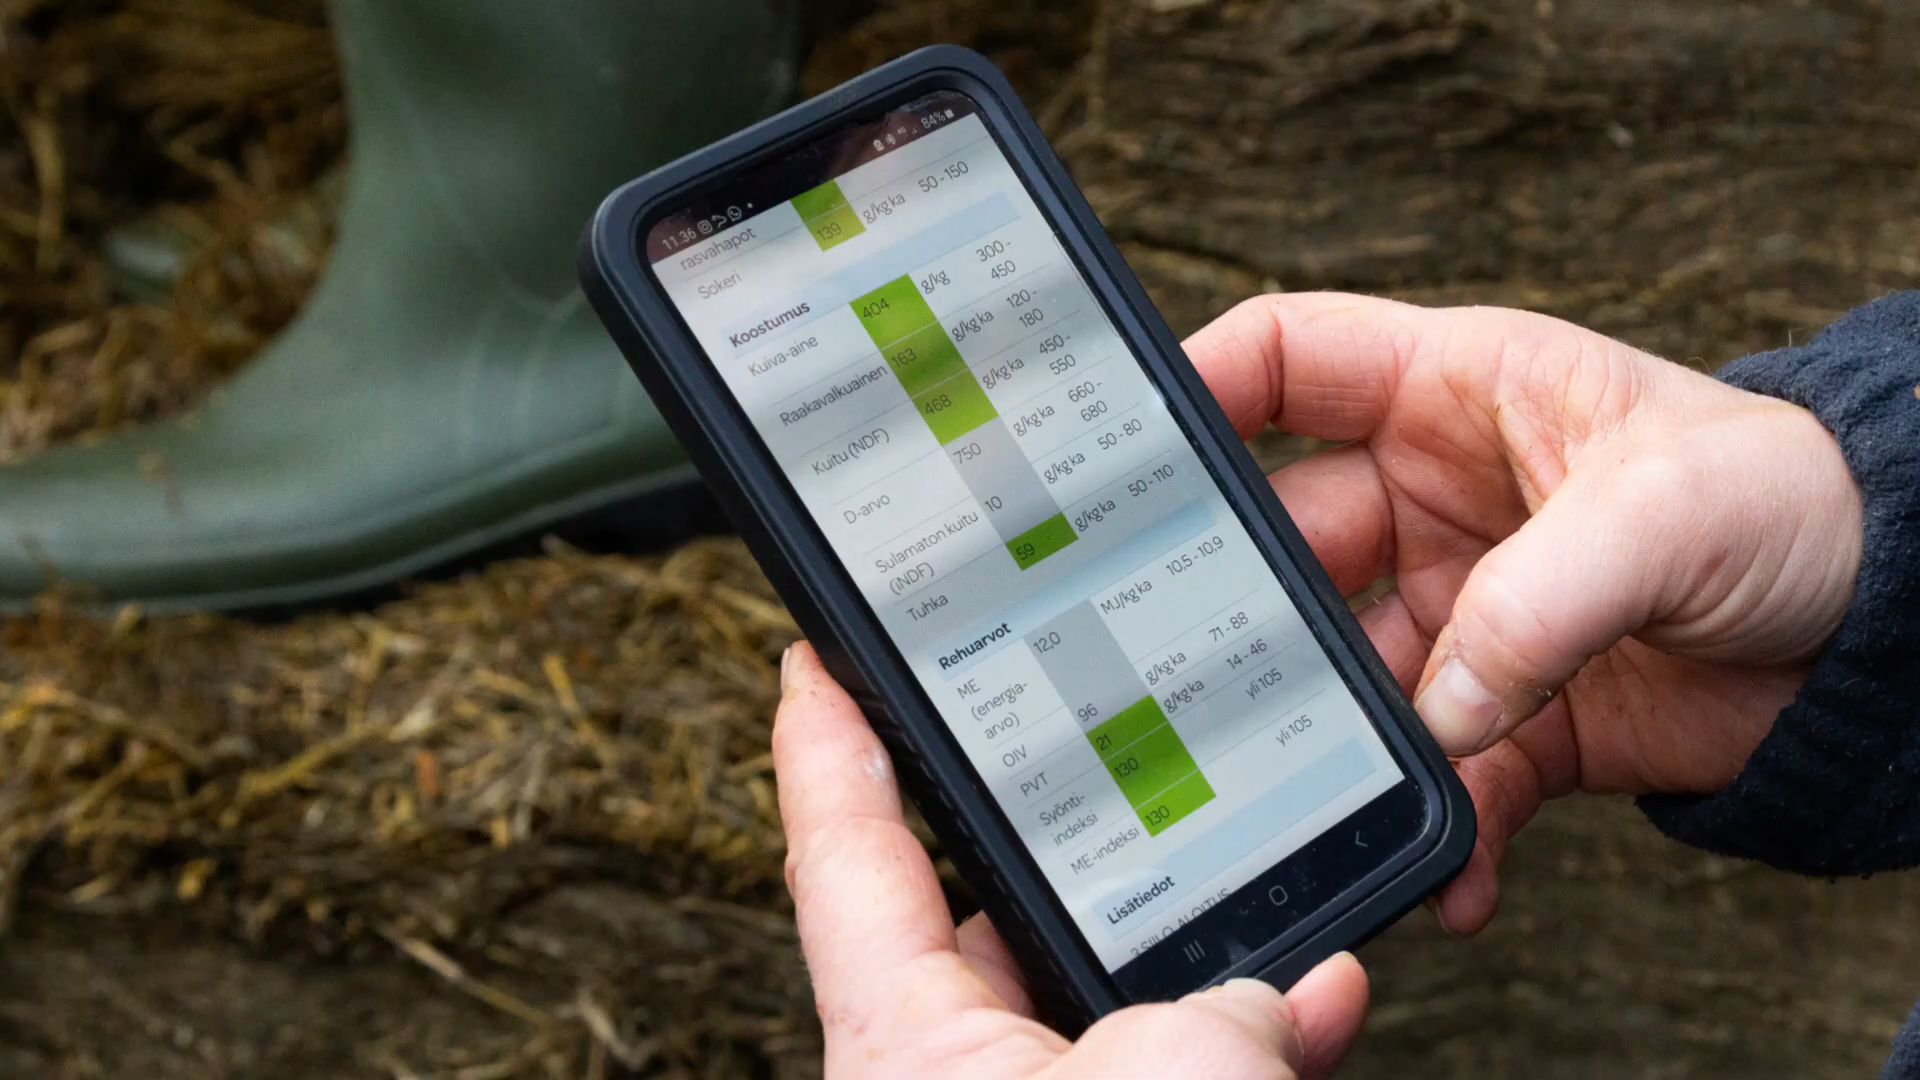 11.36 84%
rasvahapot
Sokeri 139 g/kg ka 50 - 150
Koostumus
Kuiva-aine 404 g/kg 300 -
450
Raakavalkuainen 163 g/kg ka 120 -
180
Kuitu (NDF) 468 g/kg ka 450-
550
D-arvo 750 g/kg ka 660 -
680
Sulamaton kuitu 10 g/kg ka 50 - 80
(iNDF)
Tuhka 59 g/kg ka 50 - 110
Rehuarvot
ME 12,0 MJ/kg ka 10,5 - 10,9
(energia-
arvo)
OIV 96 g/kg ka 71 - 88
PVT 21 g/kg ka 14 - 46
Syönti- 130 yli 105
indeksi
ME-indeksi 130 yli 105
Lisätiedot